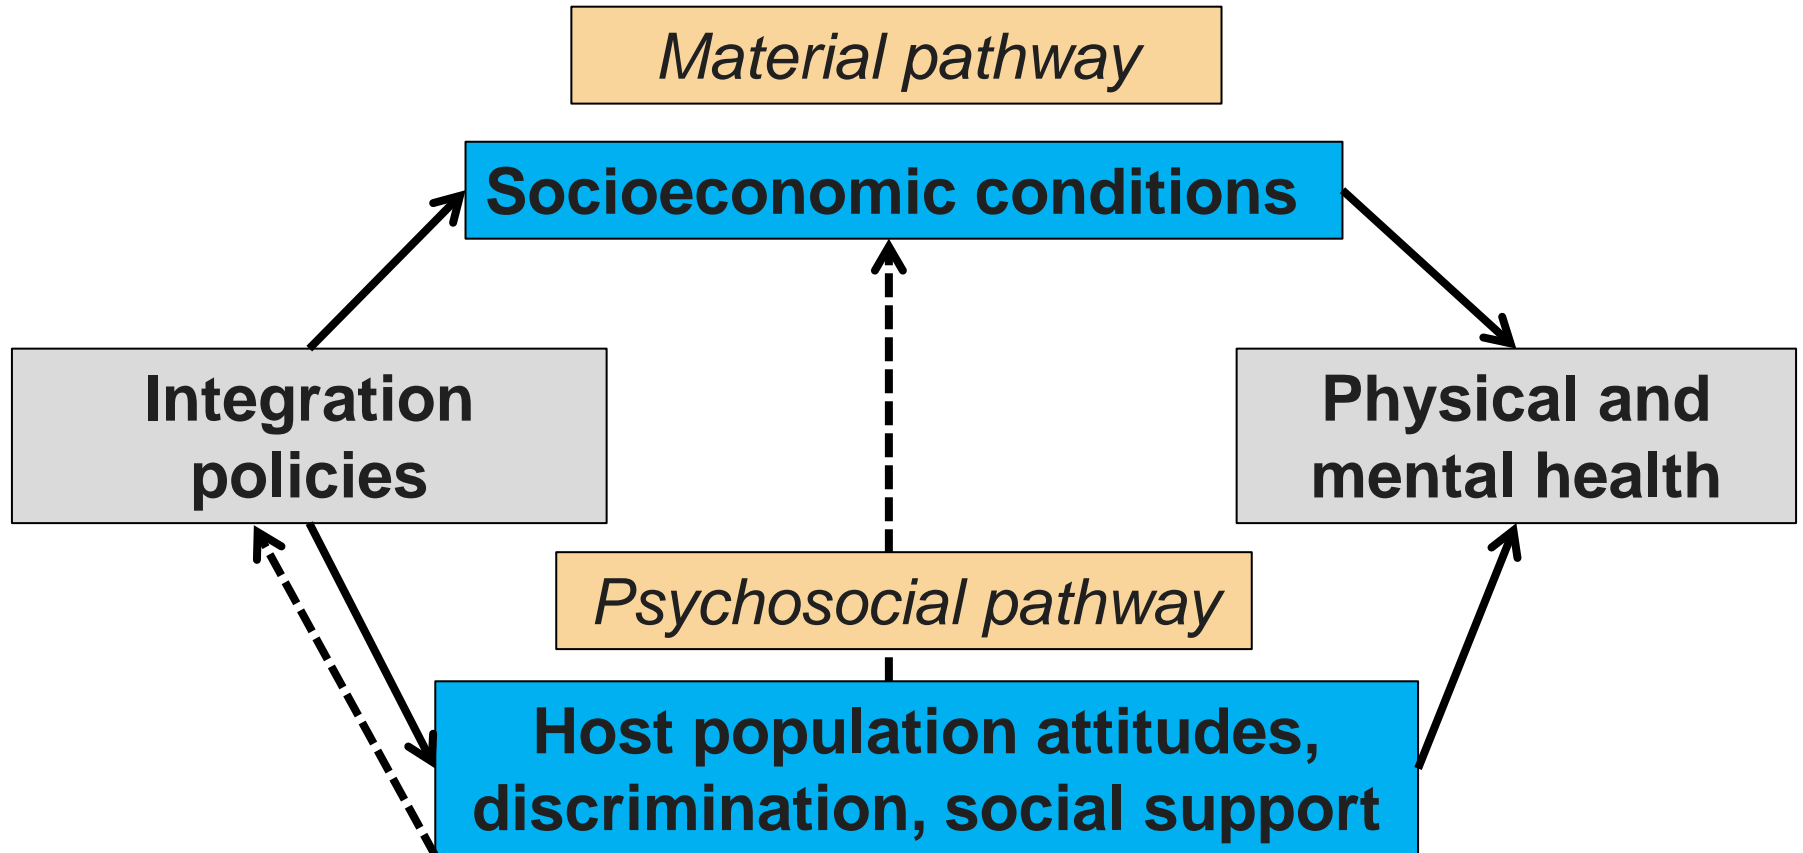 Material pathway
Socioeconomic conditions
Integration
policies
Physical and
mental health
Psychosocial pathway
Host population attitudes,
discrimination, social support